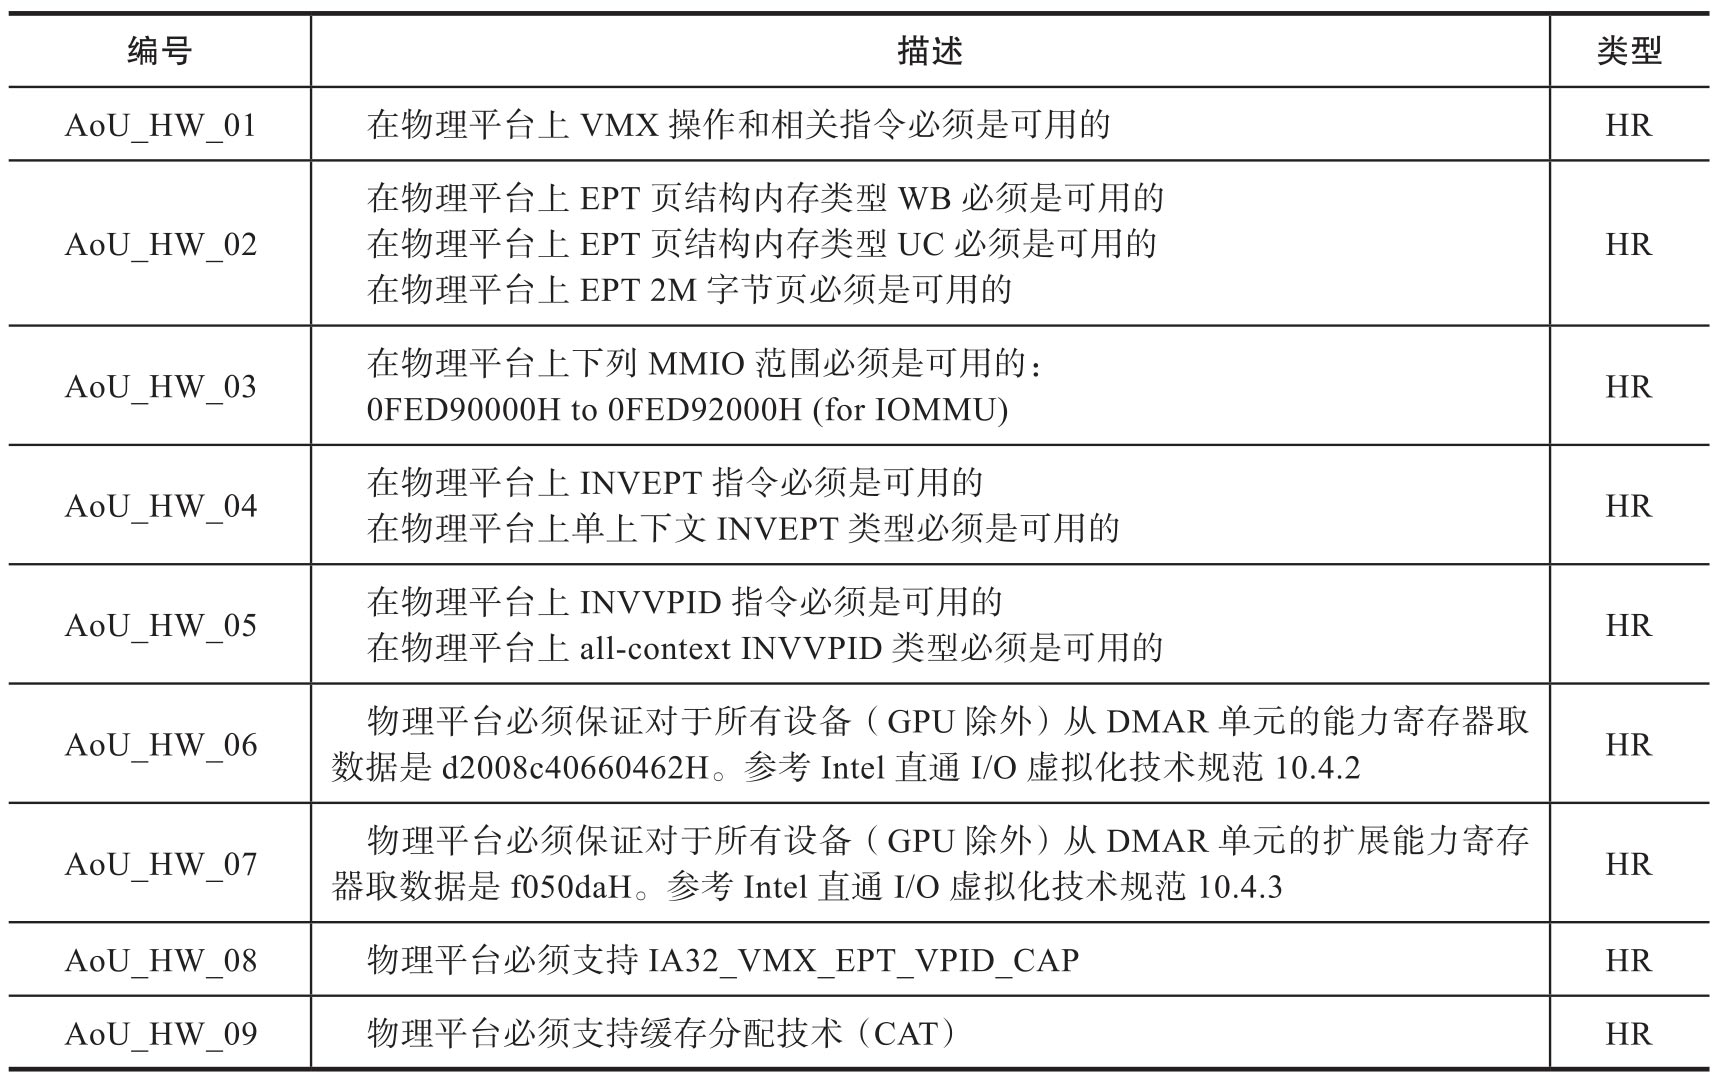 编号 描述 类型
AoU_HW_01 在物理平台上 VMX 操作和相关指令必须是可用的 HR
在物理平台上 EPT 页结构内存类型 WB 必须是可用的
AoU_HW_02 在物理平台上 EPT 页结构内存类型 UC 必须是可用的 HR
在物理平台上 EPT 2M 字节页必须是可用的
AoU_HW_03 在物理平台上下列 MMIO 范围必须是可用的： HR
0FED90000H to 0FED92000H (for IOMMU)
AoU_HW_04 在物理平台上 INVEPT 指令必须是可用的 HR
在物理平台上单上下文 INVEPT 类型必须是可用的
AoU_HW_05 在物理平台上 INVVPID 指令必须是可用的 HR
在物理平台上 all-context INVVPID 类型必须是可用的
AoU_HW_06 物理平台必须保证对于所有设备（GPU 除外）从 DMAR 单元的能力寄存器取 HR
数据是 d2008c40660462H。参考 Intel 直通 I/O 虚拟化技术规范 10.4.2
AoU_HW_07 物理平台必须保证对于所有设备（GPU 除外）从 DMAR 单元的扩展能力寄存 HR
器取数据是 f050daH。参考 Intel 直通 I/O 虚拟化技术规范 10.4.3
AoU_HW_08 物理平台必须支持 IA32_VMX_EPT_VPID_CAP HR
AoU_HW_09 物理平台必须支持缓存分配技术（CAT） HR